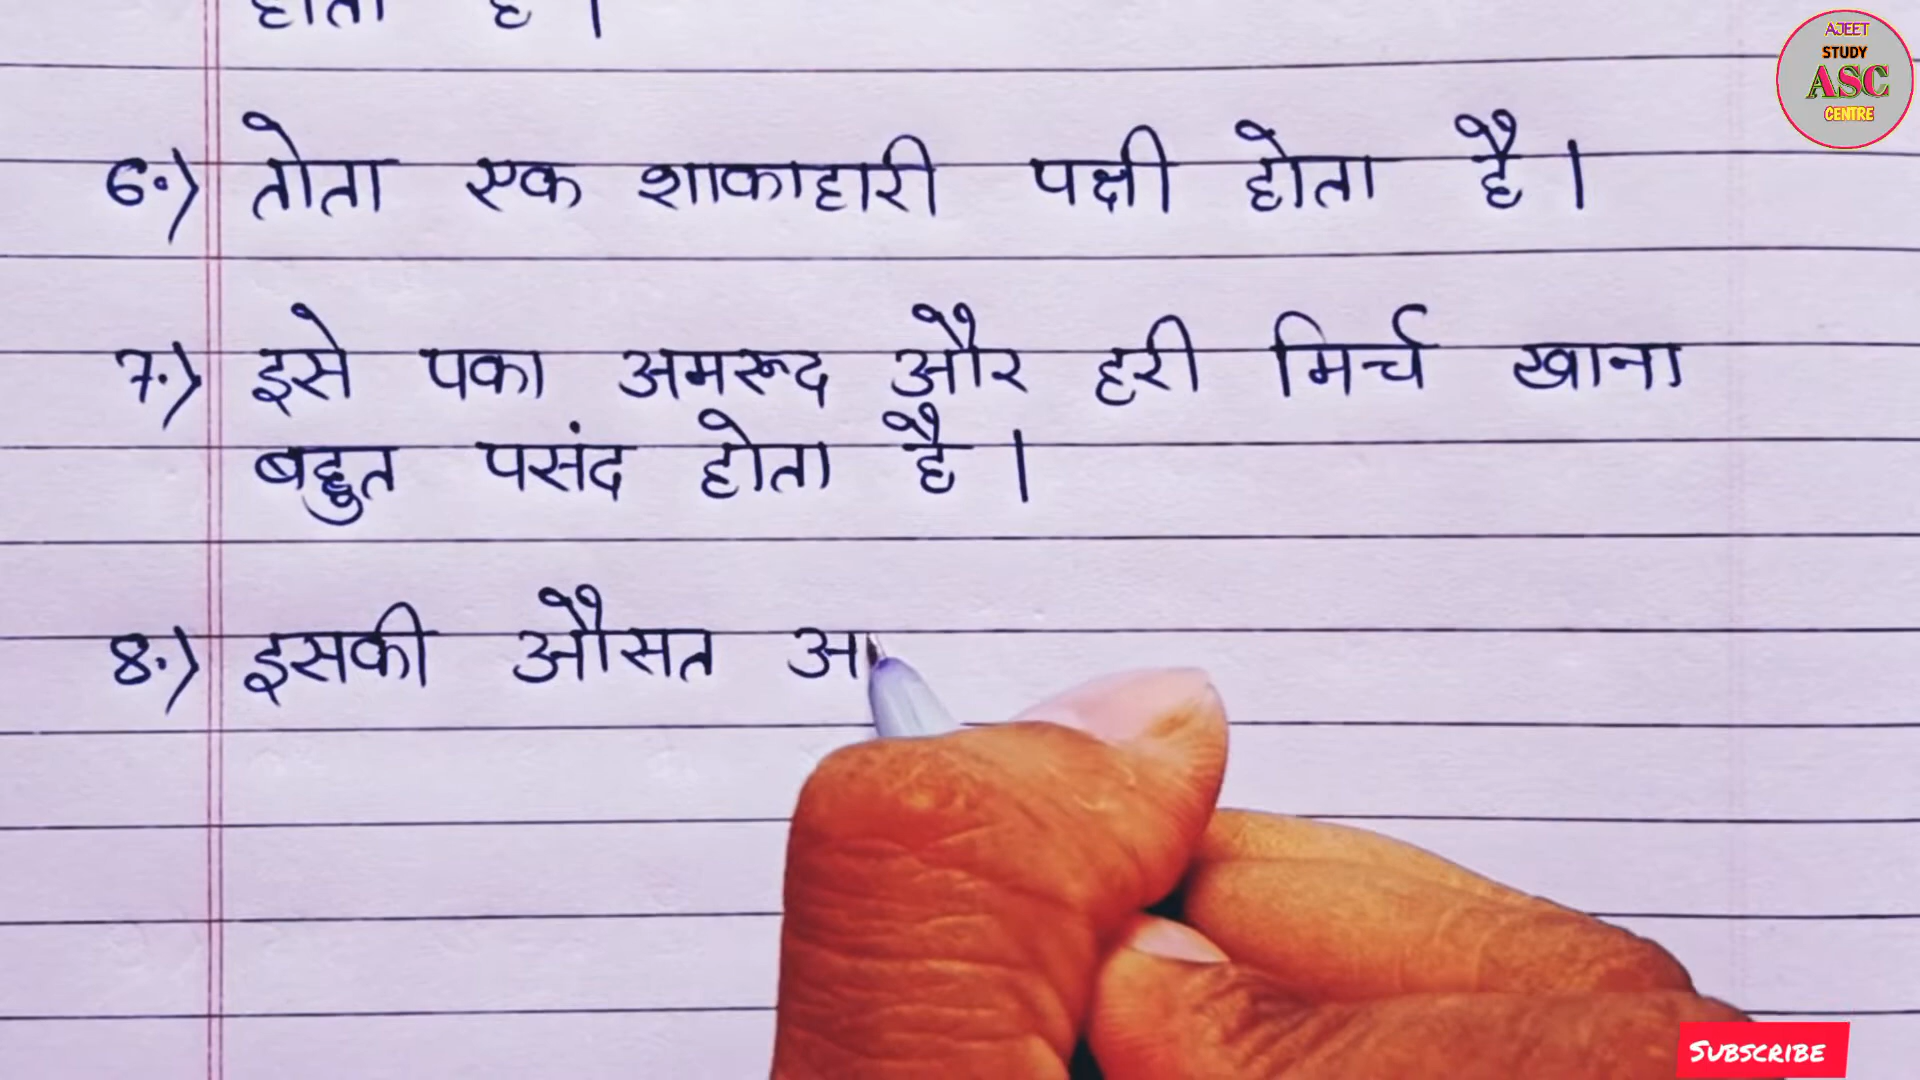 होता है।
AJEET
STUDY
ASC
CENTRE
6.) तोता एक शाकाहारी पक्षी होता है।
7.) इसे पका अमरूद और हरी मिर्च खाना
बहुत पसंद होता है।
8.) इसकी औसत अ
SUBSCRIBE